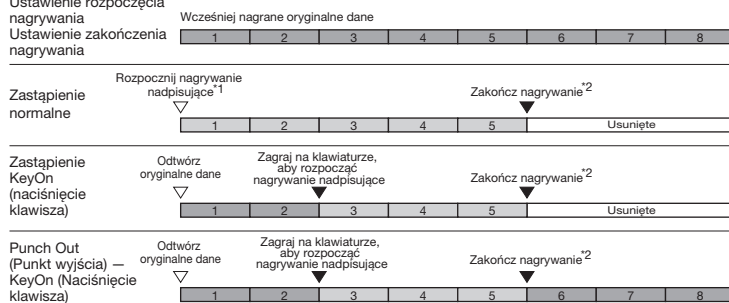 Ustawienie rozpoczęcia
nagrywania
Wcześniej nagrane oryginalne dane
Ustawienie zakończenia
nagrywania
1 2 3 4 5 6 7 8
Rozpocznij nagrywanie
nadpisujące*1
Zakończ nagrywanie*2
Zastąpienie
normalne
1 2 3 4 5 Usunięte
Zastąpienie
KeyOn
(naciśnięcie
klawisza)
Odtwórz
oryginalne dane
Zagraj na klawiaturze,
aby rozpocząć
nagrywanie nadpisujące
Zakończ nagrywanie*2
1 2 3 4 5 Usunięte
Punch Out
(Punkt wyjścia) —
KeyOn (Naciśnięcie
klawisza)
Odtwórz
oryginalne dane
Zagraj na klawiaturze,
aby rozpocząć
nagrywanie nadpisujące
Zakończ nagrywanie*2
1 2 3 4 5 6 7 8